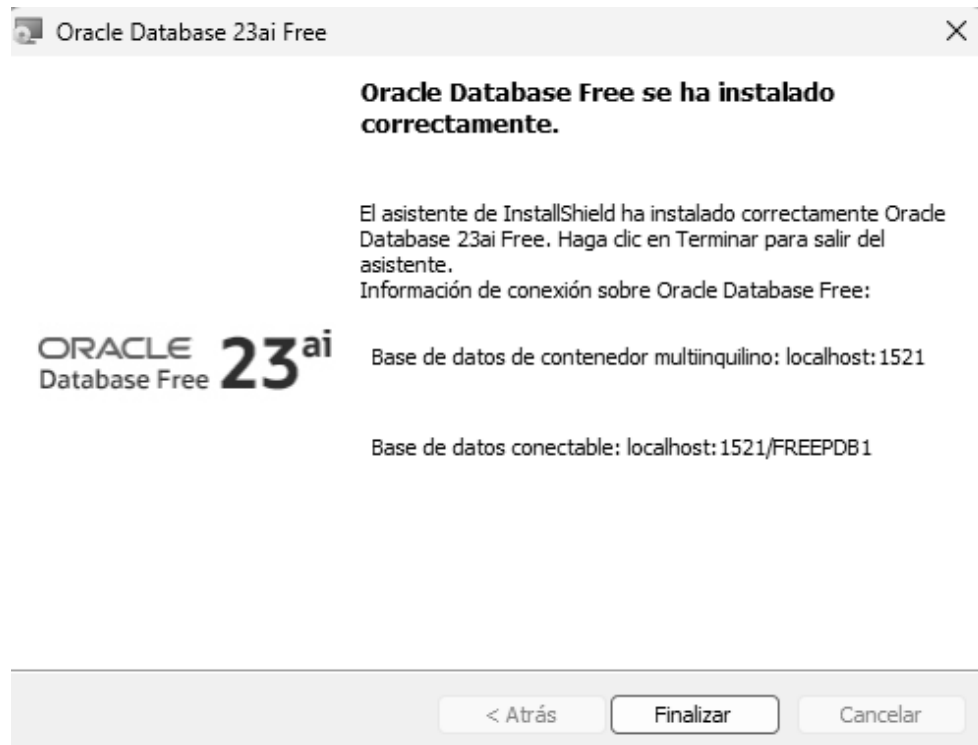 Oracle Database 23ai Free
Oracle Database Free se ha instalado
correctamente.
El asistente de InstallShield ha instalado correctamente Oracle
Database 23ai Free. Haga clic en Terminar para salir del
asistente.
Información de conexión sobre Oracle Database Free:
ORACLE
Database Free 23ai
Base de datos de contenedor multiinquilino: localhost:1521
Base de datos conectable: localhost:1521/FREEPDB1
< Atrás
Finalizar
Cancelar